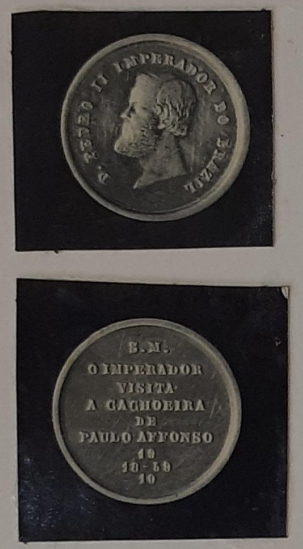 D. PEDRO II IMPERADOR DO BRAZIL
S.M.
O IMPERADOR
VISITA
A CACHOEIRA
DE
PAULO AFFONSO
19
18-59
10